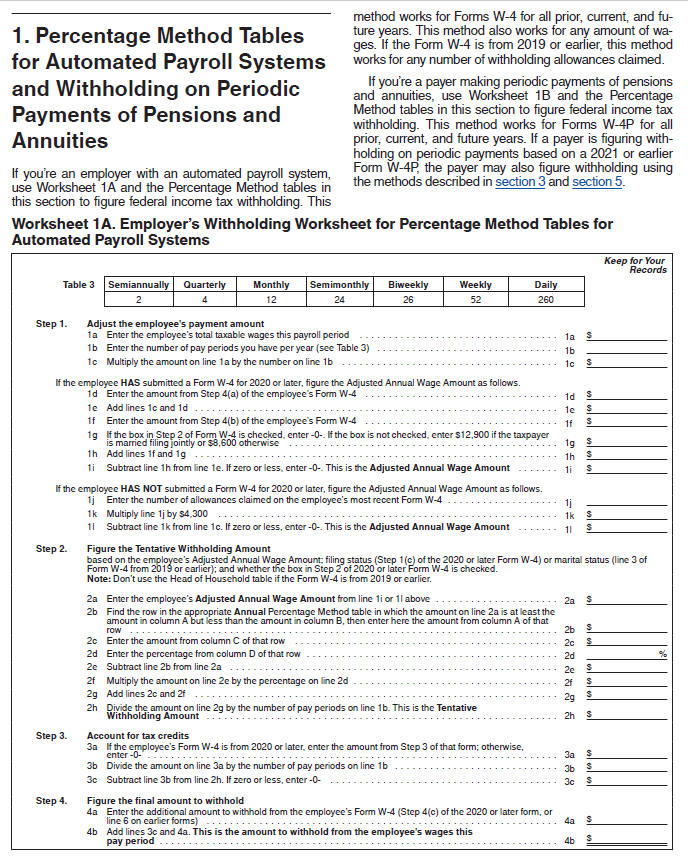 1. Percentage Method Tables
for Automated Payroll Systems
and Withholding on Periodic
Payments of Pensions and
Annuities
If you're an employer with an automated payroll system,
use Worksheet 1A and the Percentage Method tables in
this section to figure federal income tax withholding. This
method works for Forms W-4 for all prior, current, and fu-
ture years. This method also works for any amount of wa-
ges. If the Form W-4 is from 2019 or earlier, this method
works for any number of withholding allowances claimed.
If you're a payer making periodic payments of pensions
and annuities, use Worksheet 1B and the Percentage
Method tables in this section to figure federal income tax
withholding. This method works for Forms W-4P for all
prior, current, and future years. If a payer is figuring with-
holding on periodic payments based on a 2021 or earlier
Form W-4P, the payer may also figure withholding using
the methods described in section 3 and section 5.
Worksheet 1A. Employer's Withholding Worksheet for Percentage Method Tables for
Automated Payroll Systems
Keep for Your
Records
Table 3 Semiannually Quarterly Monthly Semimonthly Biweekly Weekly Daily
2 4 12 24 26 52 260
Step 1. Adjust the employee's payment amount
1a Enter the employee's total taxable wages this payroll period 1a $
1b Enter the number of pay periods you have per year (see Table 3) 1b
1c Multiply the amount on line 1a by the number on line 1b 1c $
If the employee HAS submitted a Form W-4 for 2020 or later, figure the Adjusted Annual Wage Amount as follows.
1d Enter the amount from Step 4(a) of the employee's Form W-4 1d $
1e Add lines 1c and 1d 1e $
1f Enter the amount from Step 4(b) of the employee's Form W-4 1f $
1g If the box in Step 2 of Form W-4 is checked, enter -0-. If the box is not checked, enter $12,900 if the taxpayer
is married filing jointly or $8,600 otherwise 1g $
1h Add lines 1f and 1g 1h $
1i Subtract line 1h from line 1e. If zero or less, enter -0-. This is the Adjusted Annual Wage Amount 1i $
If the employee HAS NOT submitted a Form W-4 for 2020 or later, figure the Adjusted Annual Wage Amount as follows.
1j Enter the number of allowances claimed on the employee's most recent Form W-4 1j
1k Multiply line 1j by $4,300 1k $
1l Subtract line 1k from line 1c. If zero or less, enter -0-. This is the Adjusted Annual Wage Amount 1l $
Step 2. Figure the Tentative Withholding Amount
based on the employee's Adjusted Annual Wage Amount; filing status (Step 1(c) of the 2020 or later Form W-4) or marital status (line 3 of
Form W-4 from 2019 or earlier); and whether the box in Step 2 of 2020 or later Form W-4 is checked.
Note: Don't use the Head of Household table if the Form W-4 is from 2019 or earlier.
2a Enter the employee's Adjusted Annual Wage Amount from line 1i or 1l above 2a $
2b Find the row in the appropriate Annual Percentage Method table in which the amount on line 2a is at least the
amount in column A but less than the amount in column B, then enter here the amount from column A of that
row 2b $
2c Enter the amount from column C of that row 2c $
2d Enter the percentage from column D of that row 2d %
2e Subtract line 2b from line 2a 2e $
2f Multiply the amount on line 2e by the percentage on line 2d 2f $
2g Add lines 2c and 2f 2g $
2h Divide the amount on line 2g by the number of pay periods on line 1b. This is the Tentative
Withholding Amount 2h $
Step 3. Account for tax credits
3a If the employee's Form W-4 is from 2020 or later, enter the amount from Step 3 of that form; otherwise,
enter -0- 3a $
3b Divide the amount on line 3a by the number of pay periods on line 1b 3b $
3c Subtract line 3b from line 2h. If zero or less, enter -0- 3c $
Step 4. Figure the final amount to withhold
4a Enter the additional amount to withhold from the employee's Form W-4 (Step 4(c) of the 2020 or later form, or
line 6 on earlier forms) 4a $
4b Add lines 3c and 4a. This is the amount to withhold from the employee's wages this
pay period 4b $